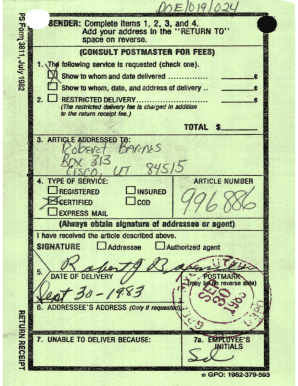 DOE/019/024
PS Form 3811, July 1982
SENDER: Complete items 1, 2, 3, and 4.
Add your address in the "RETURN TO"
space on reverse.
(CONSULT POSTMASTER FOR FEES)
1. The following service is requested (check one).
Show to whom and date delivered ¢
Show to whom, date, and address of delivery .. ¢
2. RESTRICTED DELIVERY ¢
(The restricted delivery fee is charged in addition
to the return receipt fee.)
TOTAL $
3. ARTICLE ADDRESSED TO:
Robert Barnes
Box 313
Cisco, UT 84515
4. TYPE OF SERVICE: ARTICLE NUMBER
REGISTERED INSURED
CERTIFIED COD
EXPRESS MAIL
996886
(Always obtain signature of addressee or agent)
I have received the article described above.
SIGNATURE Addressee Authorized agent
Robert J
5. DATE OF DELIVERY POSTMARK
(may be on reverse side)
Sept 30-1983
6. ADDRESSEE'S ADDRESS (Only if requested)
7. UNABLE TO DELIVER BECAUSE: 7a. EMPLOYEE'S
INITIALS
RETURN RECEIPT
☆ GPO: 1982-379-593